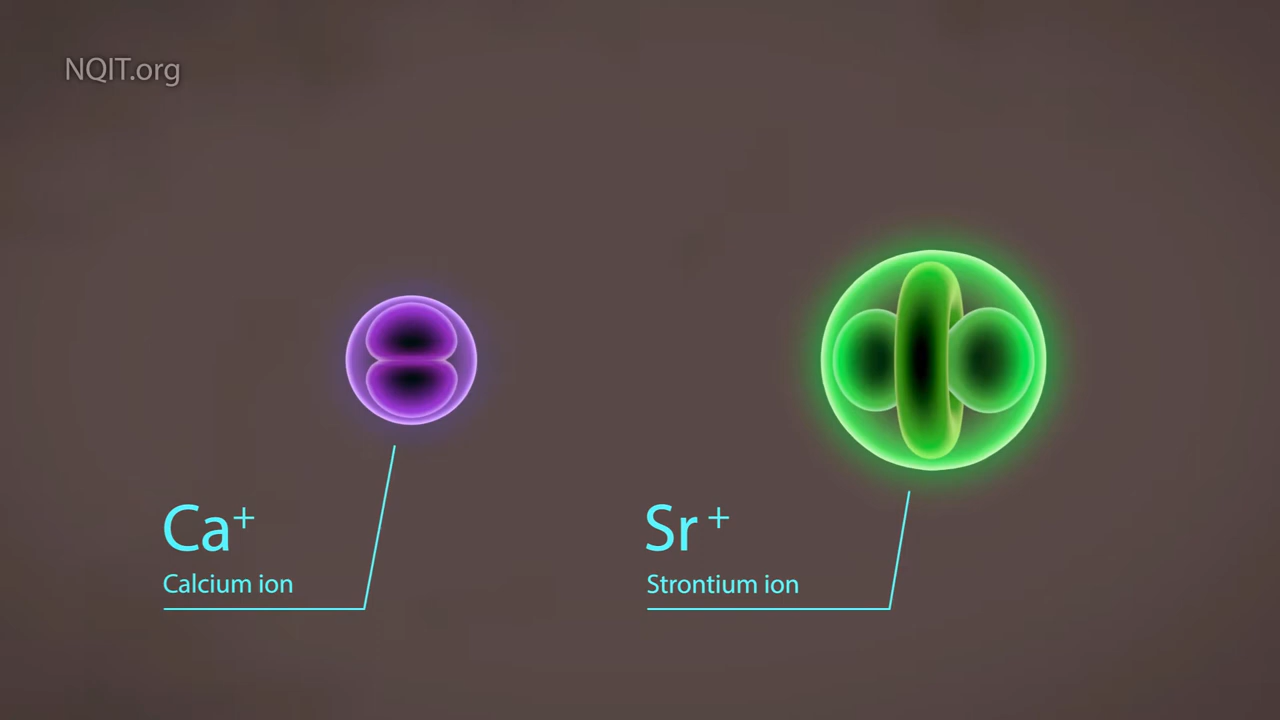 NQIT.org
Ca⁺
Calcium ion
Sr ⁺
Strontium ion